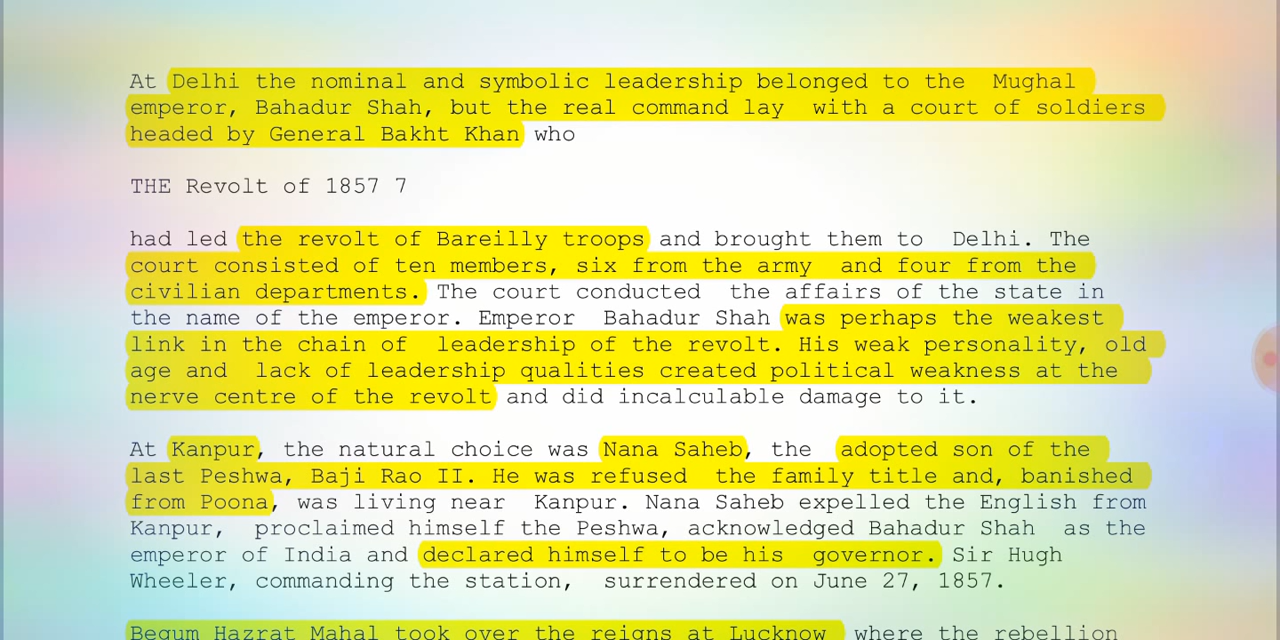 At Delhi the nominal and symbolic leadership belonged to the Mughal
emperor, Bahadur Shah, but the real command lay with a court of soldiers
headed by General Bakht Khan who
THE Revolt of 1857 7
had led the revolt of Bareilly troops and brought them to Delhi. The
court consisted of ten members, six from the army and four from the
civilian departments. The court conducted the affairs of the state in
the name of the emperor. Emperor Bahadur Shah was perhaps the weakest
link in the chain of leadership of the revolt. His weak personality, old
age and lack of leadership qualities created political weakness at the
nerve centre of the revolt and did incalculable damage to it.
At Kanpur, the natural choice was Nana Saheb, the adopted son of the
last Peshwa, Baji Rao II. He was refused the family title and, banished
from Poona, was living near Kanpur. Nana Saheb expelled the English from
Kanpur, proclaimed himself the Peshwa, acknowledged Bahadur Shah as the
emperor of India and declared himself to be his governor. Sir Hugh
Wheeler, commanding the station, surrendered on June 27, 1857.
Begum Hazrat Mahal took over the reigns at Lucknow where the rebellion